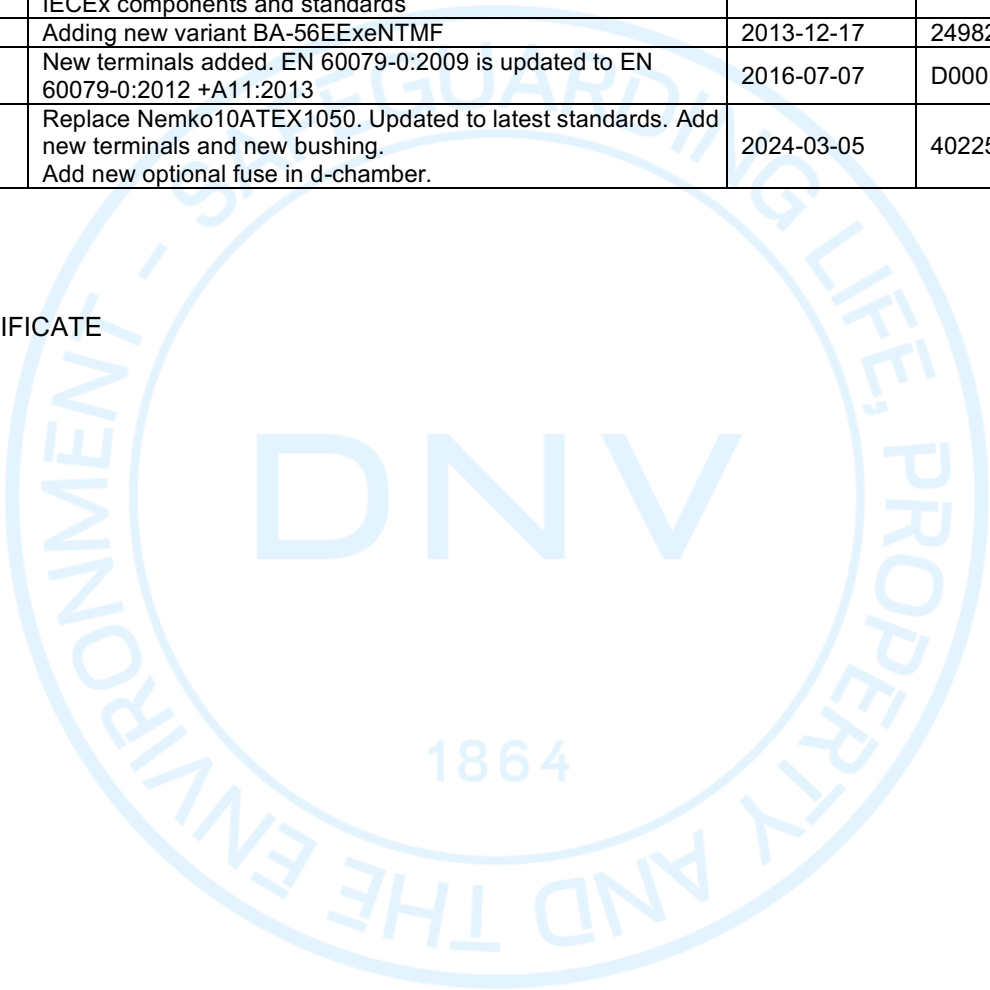 IECEx components and standards
Adding new variant BA-56EExeNTMF 2013-12-17 24982
New terminals added. EN 60079-0:2009 is updated to EN
60079-0:2012 +A11:2013 2016-07-07 D000
Replace Nemko10ATEX1050. Updated to latest standards. Add
new terminals and new bushing. 2024-03-05 40225
Add new optional fuse in d-chamber.
IFICATE
SAFEGUARDING LIFE, PROPERTY AND THE ENVIRONMENT -
DNV
1864